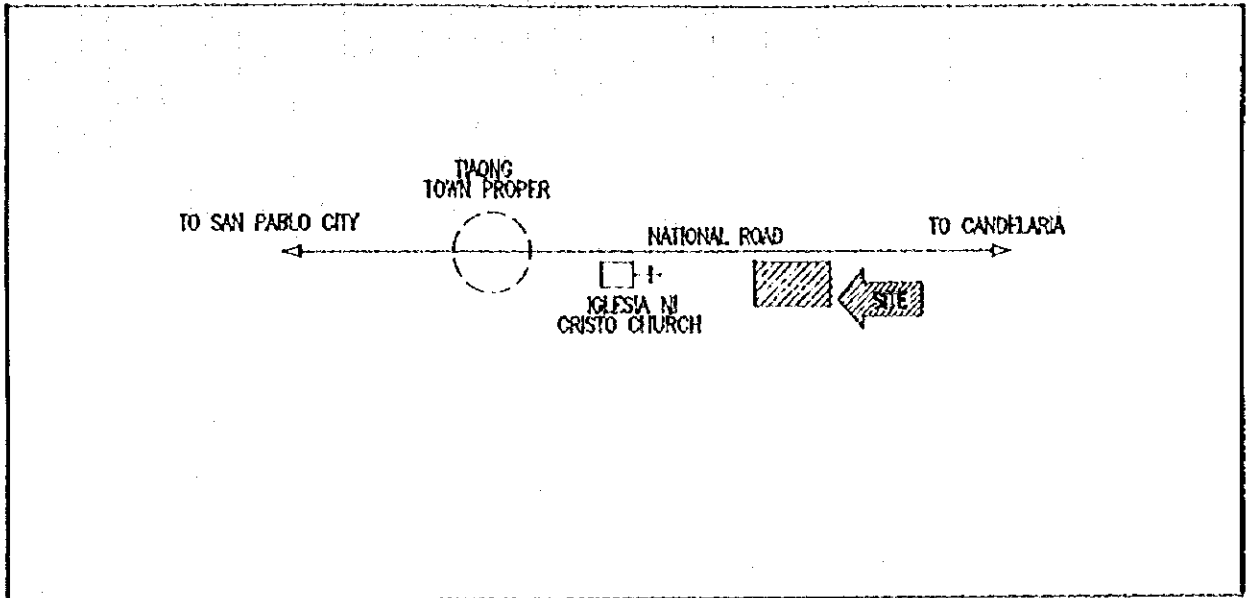 TIAONG
TOWN PROPER
TO SAN PABLO CITY
NATIONAL ROAD
TO CANDELARIA
IGLESIA NI
CRISTO CHURCH
SITE